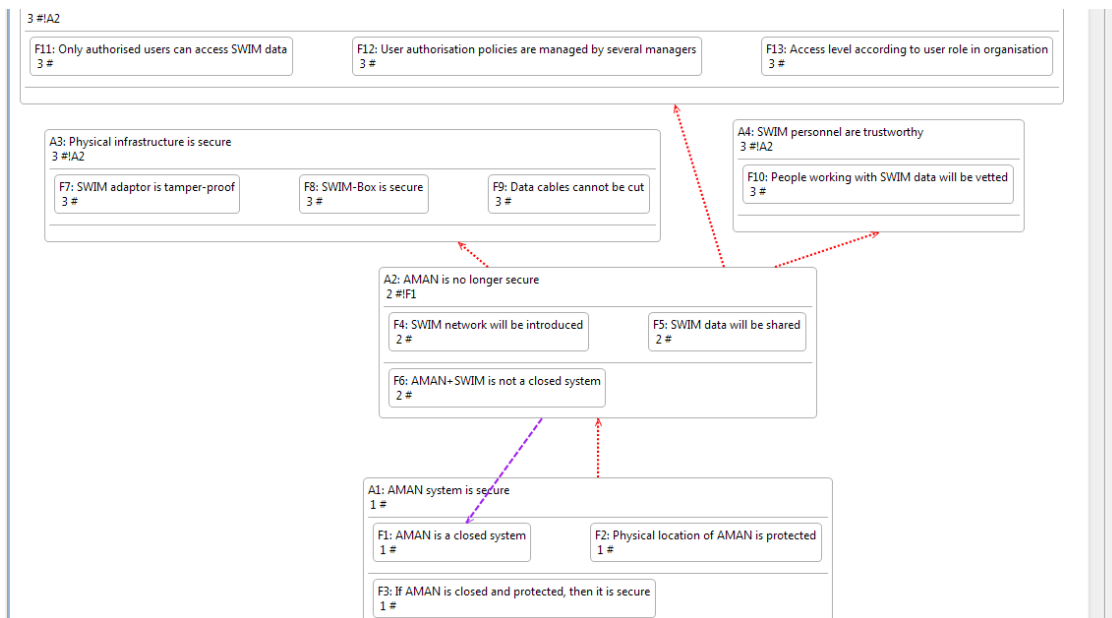 3 #!A2
F11: Only authorised users can access SWIM data
3 #
F12: User authorisation policies are managed by several managers
3 #
F13: Access level according to user role in organisation
3 #
A3: Physical infrastructure is secure
3 #!A2
F7: SWIM adaptor is tamper-proof
3 #
F8: SWIM-Box is secure
3 #
F9: Data cables cannot be cut
3 #
A4: SWIM personnel are trustworthy
3 #!A2
F10: People working with SWIM data will be vetted
3 #
A2: AMAN is no longer secure
2 #!F1
F4: SWIM network will be introduced
2 #
F5: SWIM data will be shared
2 #
F6: AMAN+SWIM is not a closed system
2 #
A1: AMAN system is secure
1 #
F1: AMAN is a closed system
1 #
F2: Physical location of AMAN is protected
1 #
F3: If AMAN is closed and protected, then it is secure
1 #